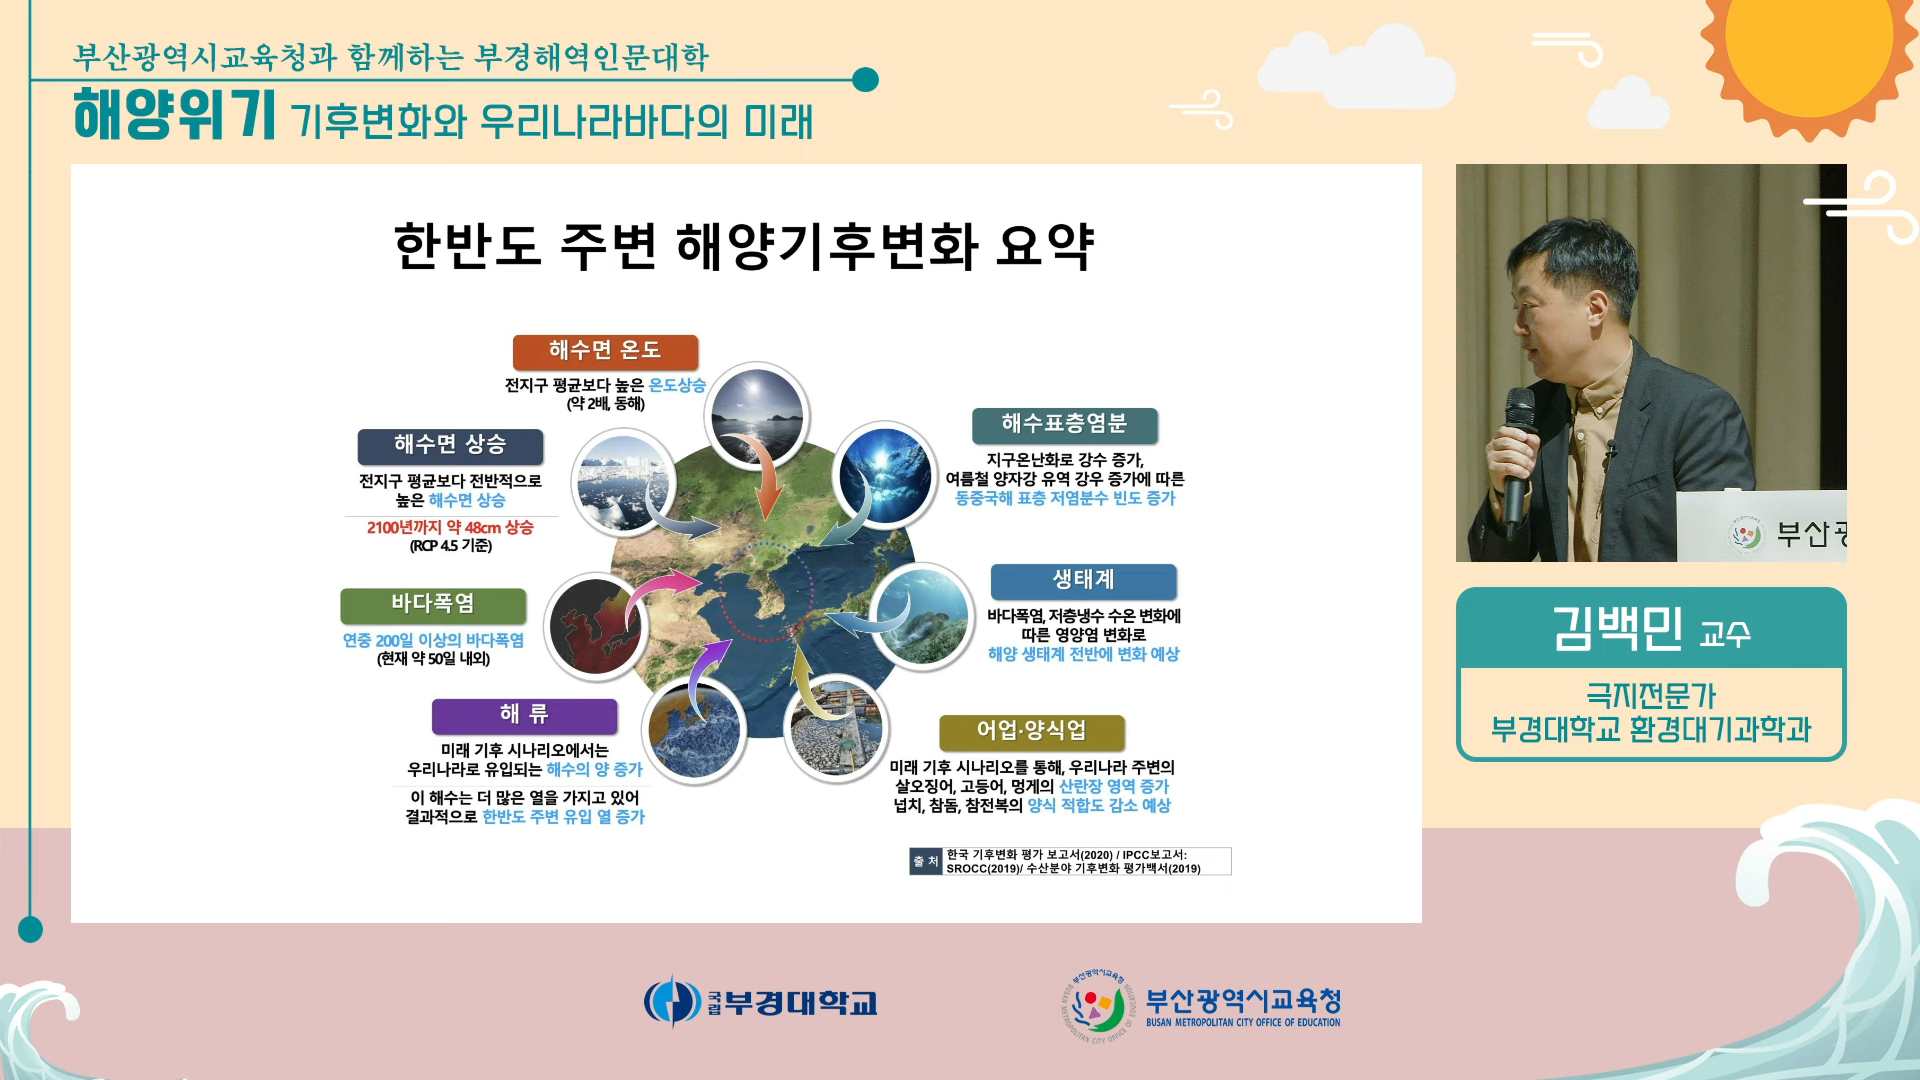 부산광역시교육청과 함께하는 부경해역인문대학
해양위기 기후변화와 우리나라바다의 미래
한반도 주변 해양기후변화 요약
해수면 온도
전지구 평균보다 높은 온도상승
(약 2배, 동해)
해수면 상승
전지구 평균보다 전반적으로
높은 해수면 상승
2100년까지 약 48cm 상승
(RCP 4.5 기준)
바다폭염
연중 200일 이상의 바다폭염
(현재 약 50일 내외)
해 류
미래 기후 시나리오에서는
우리나라로 유입되는 해수의 양 증가
이 해수는 더 많은 열을 가지고 있어
결과적으로 한반도 주변 유입 열 증가
해수표층염분
지구온난화로 강수 증가,
여름철 양자강 유역 강우 증가에 따른
동중국해 표층 저염분수 빈도 증가
생태계
바다폭염, 저층냉수 수온 변화에
따른 영양염 변화로
해양 생태계 전반에 변화 예상
어업·양식업
미래 기후 시나리오를 통해, 우리나라 주변의
살오징어, 고등어, 멍게의 산란장 영역 증가
넙치, 참돔, 참전복의 양식 적합도 감소 예상
출 처
한국 기후변화 평가 보고서(2020) / IPCC보고서:
SROCC(2019)/ 수산분야 기후변화 평가백서(2019)
부산광
김백민 교수
극지전문가
부경대학교 환경대기과학과
국립부경대학교
부산광역시교육청
BUSAN METROPOLITAN CITY OFFICE OF EDUCATION
부산광역시교육청
BUSAN METROPOLITAN CITY OFFICE OF EDUCATION